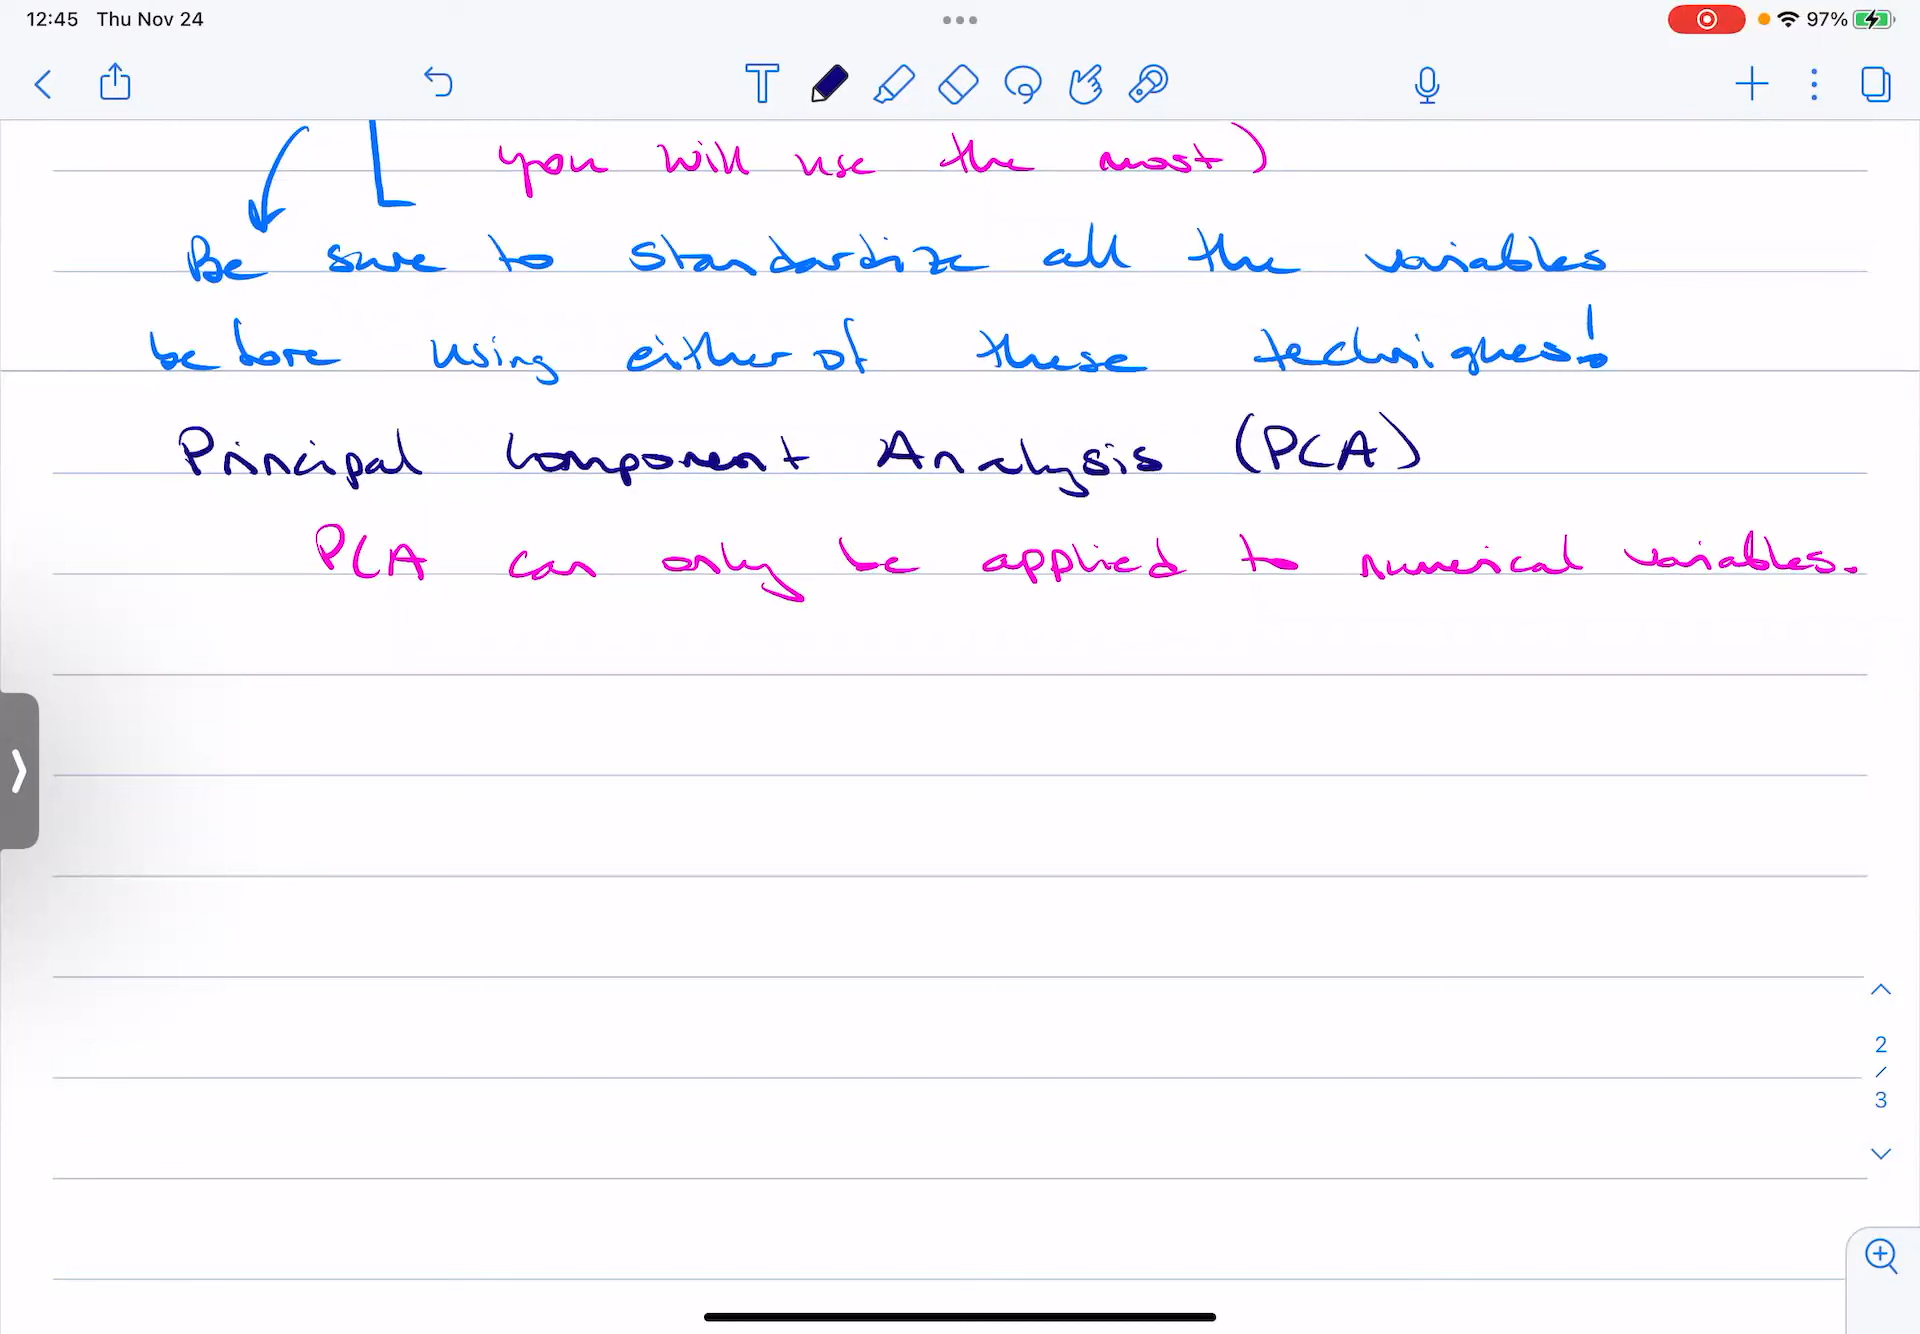 12:45 Thu Nov 24
97%
you will use the most)
Be sure to standardize all the variables
before using either of these techniques!
Principal Component Analysis (PCA)
PCA can only be applied to numerical variables.
2
/
3